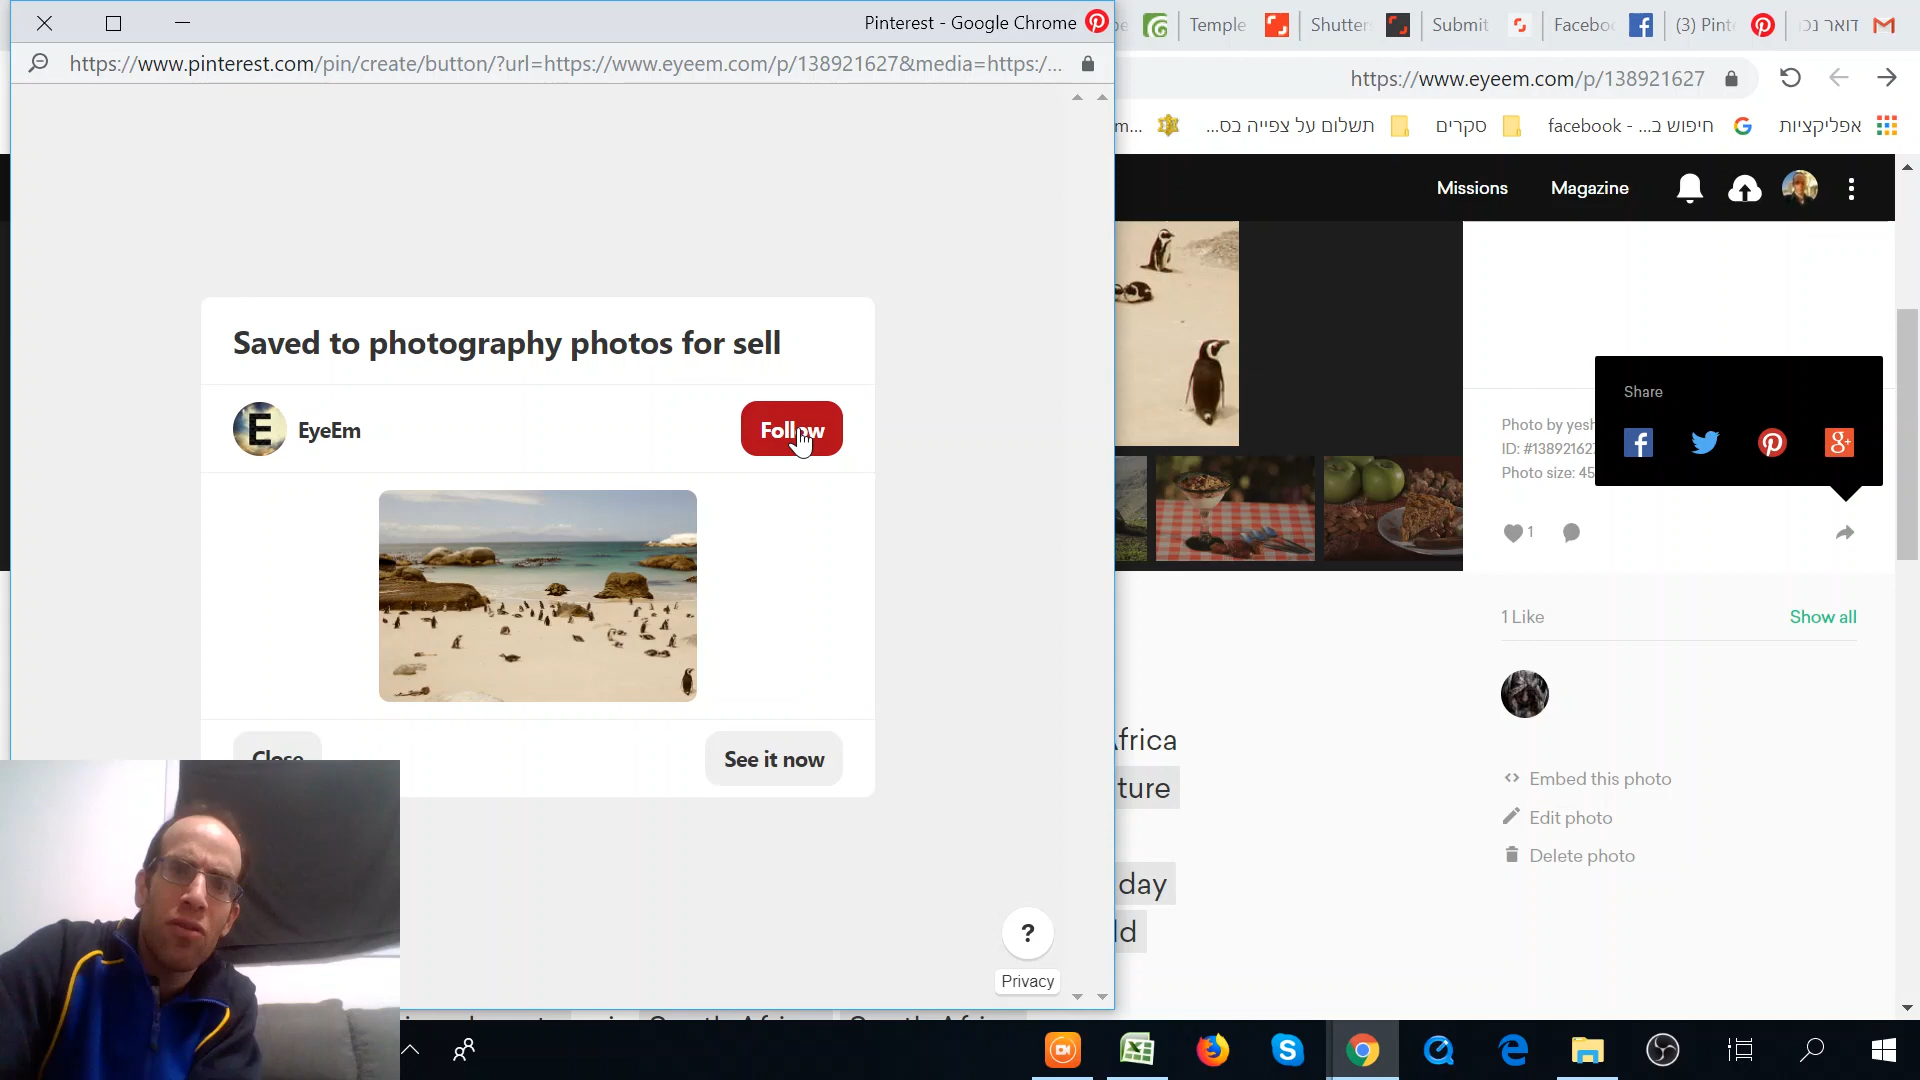 Pinterest - Google Chrome
https://www.pinterest.com/pin/create/button/?url=https://www.eyeem.com/p/138921627&media=https:/...
Saved to photography photos for sell
EyeEm
Follow
Close
See it now
?
Privacy
Temple
Shutter
Submit
Facebo
(3) Pint
דואר נכנ
https://www.eyeem.com/p/138921627
m...
תשלום על צפייה בס...
סקרים
facebook - ...חיפוש ב
אפליקציות
Missions
Magazine
Share
Photo by yesh
ID: #13892162
Photo size: 45
1
1 Like
Show all
Embed this photo
Edit photo
Delete photo
frica
ture
day
ld